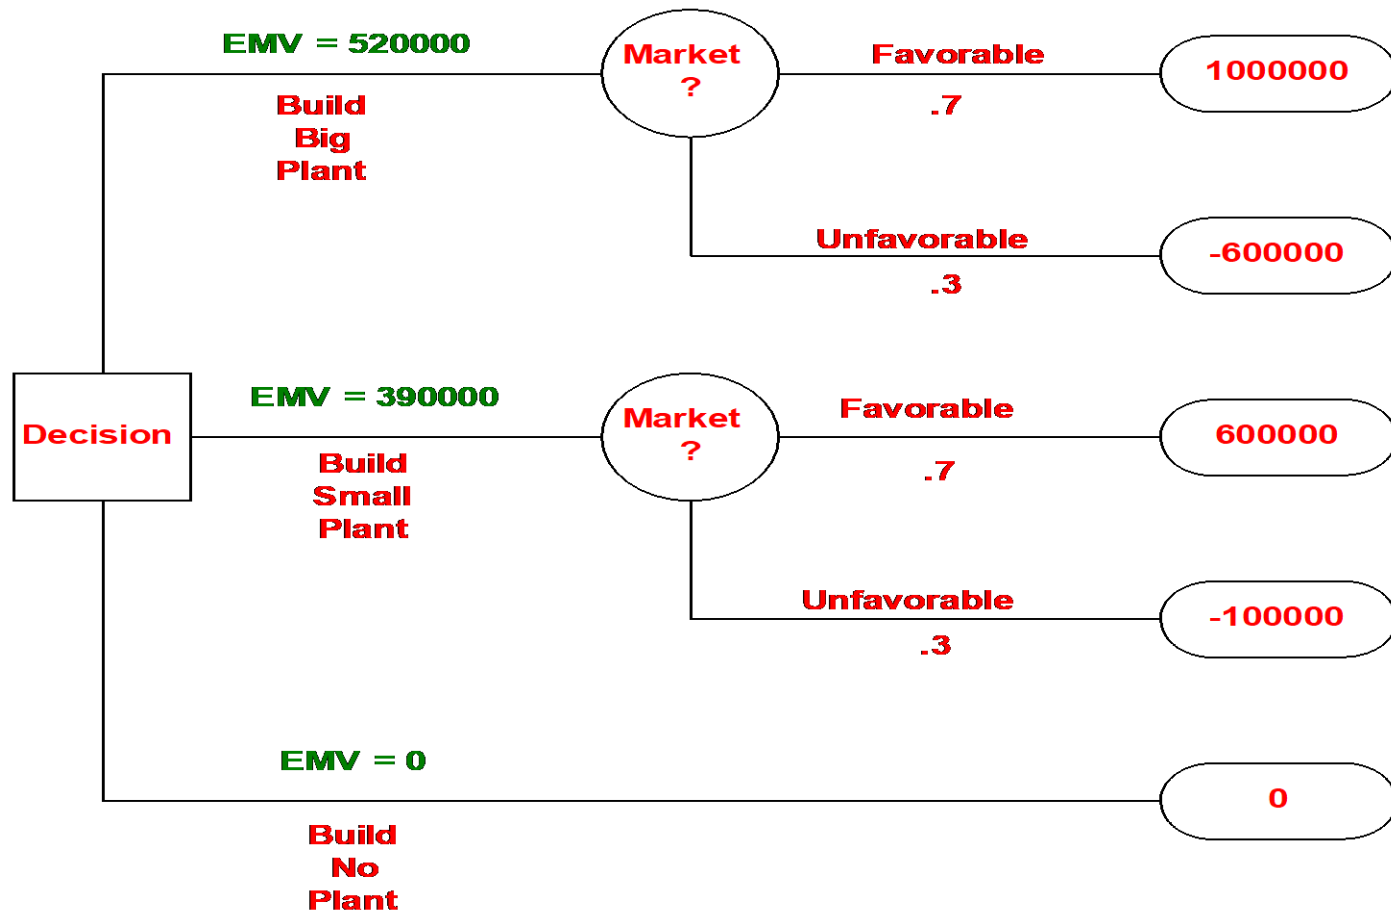 EMV = 520000
Build
Big
Plant
Market
?
Favorable
.7
1000000
Unfavorable
.3
-600000
Decision
EMV = 390000
Build
Small
Plant
Market
?
Favorable
.7
600000
Unfavorable
.3
-100000
EMV = 0
Build
No
Plant
0